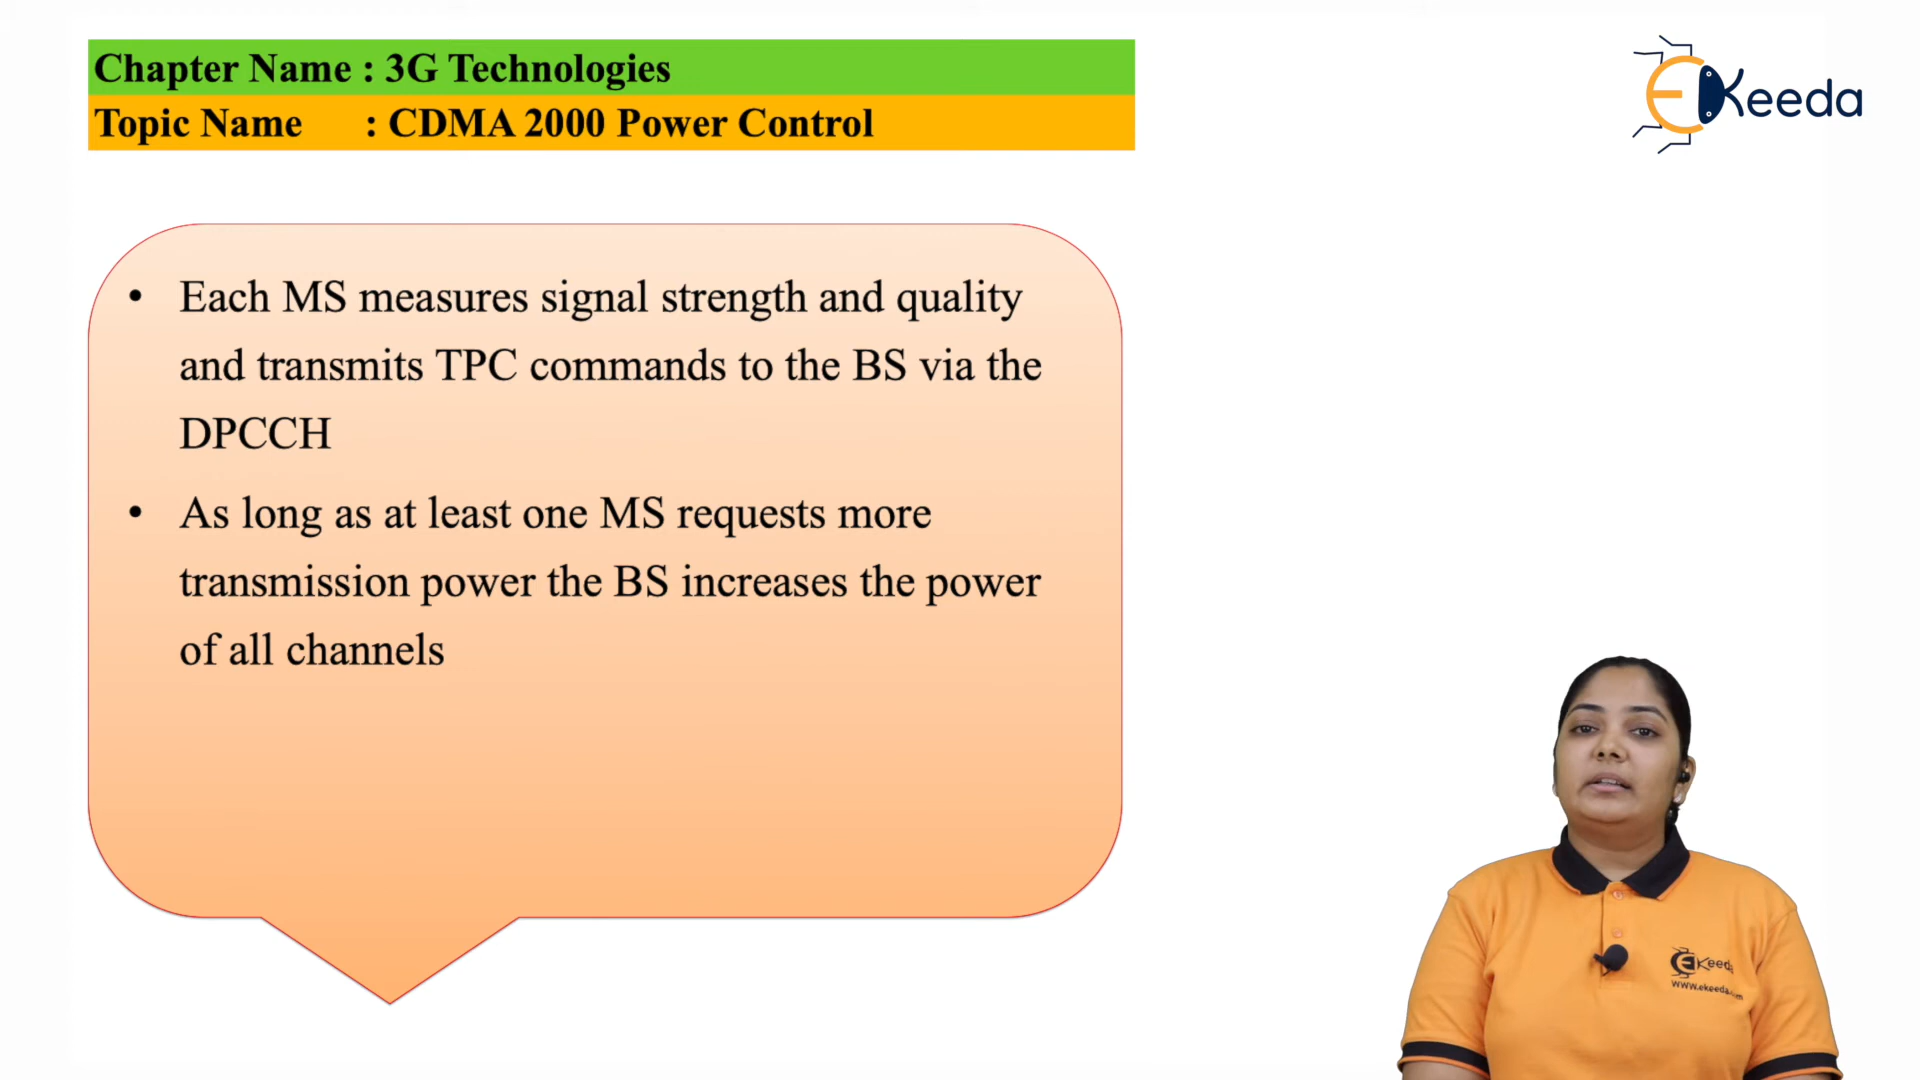 Chapter Name : 3G Technologies
Topic Name : CDMA 2000 Power Control
Keeda
• Each MS measures signal strength and quality
and transmits TPC commands to the BS via the
DPCCH
• As long as at least one MS requests more
transmission power the BS increases the power
of all channels